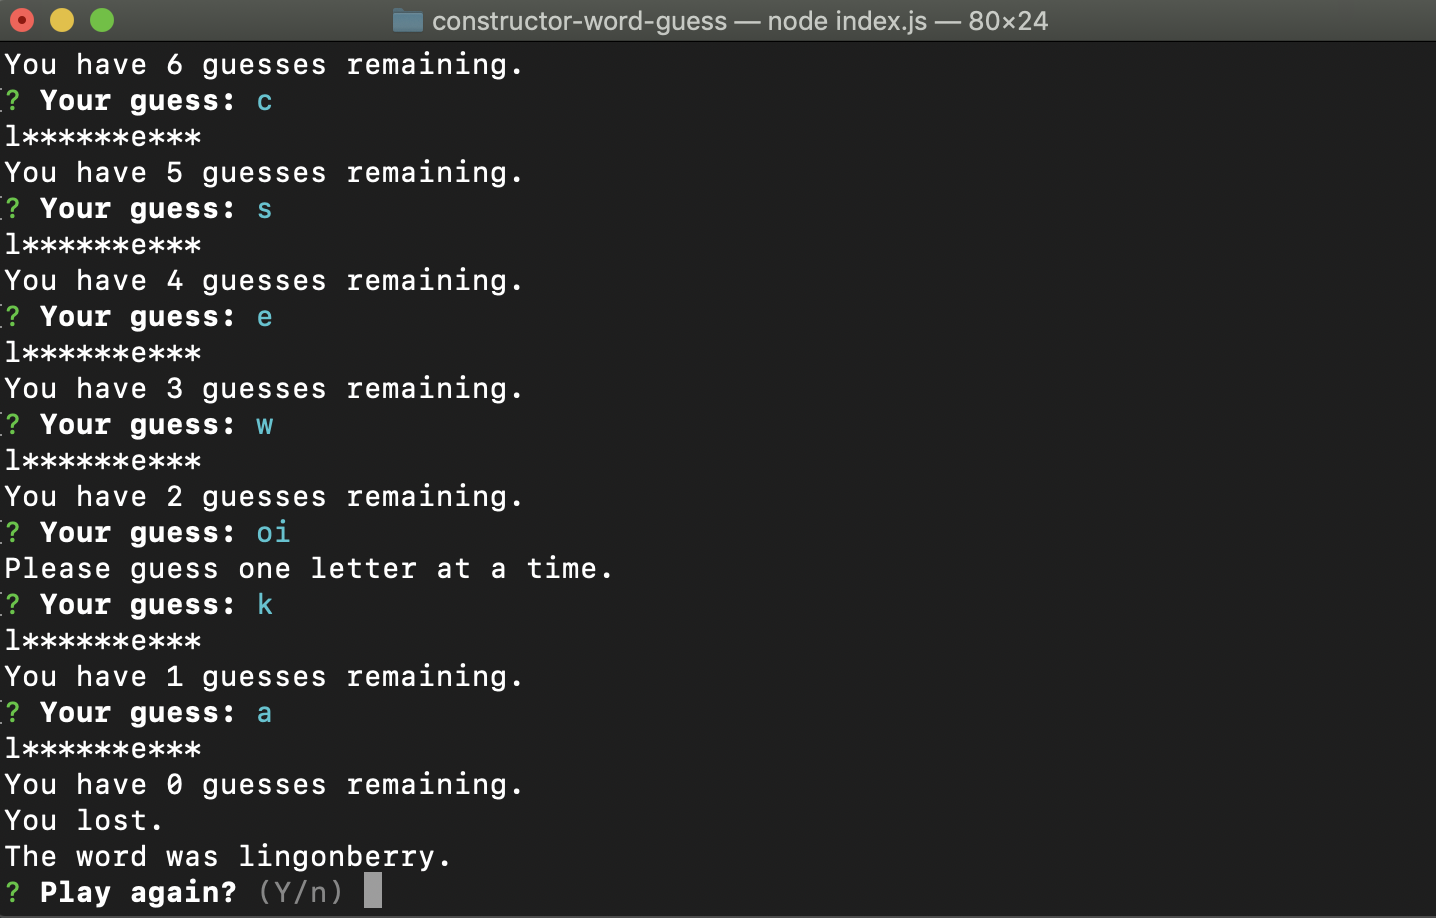 constructor-word-guess — node index.js — 80×24
You have 6 guesses remaining.
? Your guess: c
l******e***
You have 5 guesses remaining.
? Your guess: s
l******e***
You have 4 guesses remaining.
? Your guess: e
l******e***
You have 3 guesses remaining.
? Your guess: w
l******e***
You have 2 guesses remaining.
? Your guess: oi
Please guess one letter at a time.
? Your guess: k
l******e***
You have 1 guesses remaining.
? Your guess: a
l******e***
You have 0 guesses remaining.
You lost.
The word was lingonberry.
? Play again? (Y/n)